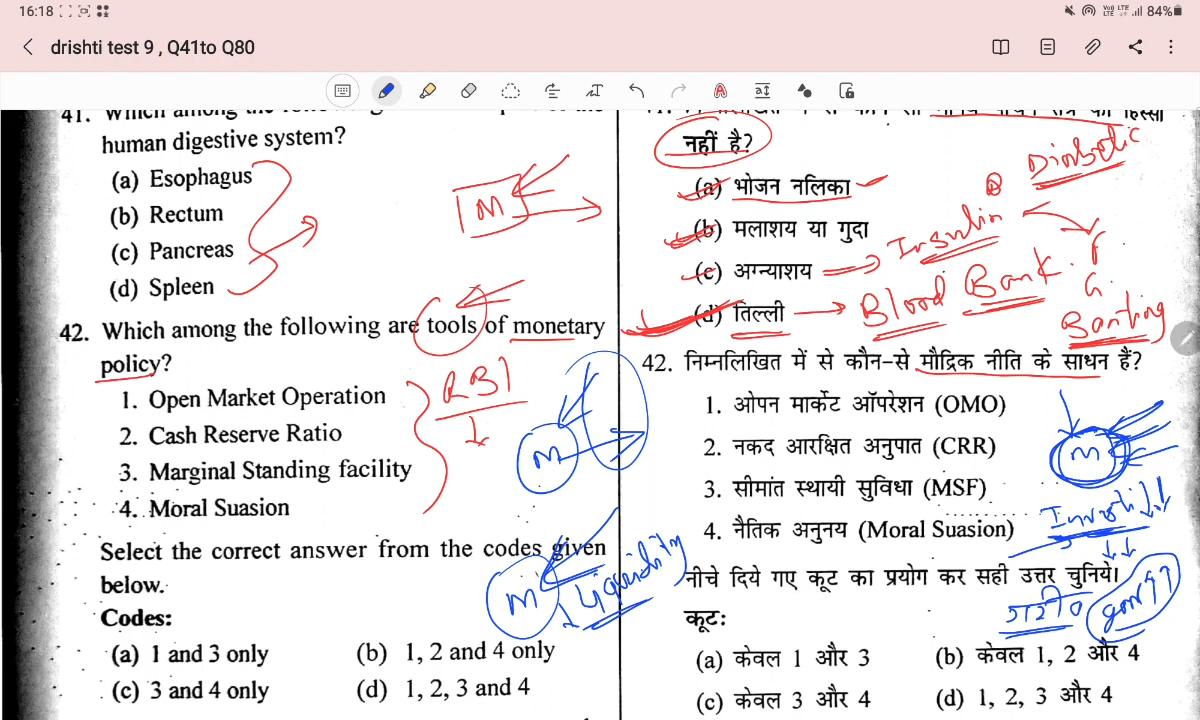 16:18
84%
drishti test 9 , Q41to Q80
41. Which among the
human digestive system?
(a) Esophagus
(b) Rectum
(c) Pancreas
(d) Spleen
M
42. Which among the following are tools of monetary
policy?
1. Open Market Operation
2. Cash Reserve Ratio
3. Marginal Standing facility
4. Moral Suasion
RBI
M
Select the correct answer from the codes given
below.
M
Liquidity
Codes:
(a) 1 and 3 only
(b) 1, 2 and 4 only
(c) 3 and 4 only
(d) 1, 2, 3 and 4
हिस्सा
नहीं है?
Diabetic
(a) भोजन नलिका
(b) मलाशय या गुदा
Insulin
(c) अग्न्याशय
(d) तिल्ली
Blood Bank
F
G.
Banting
42. निम्नलिखित में से कौन-से मौद्रिक नीति के साधन हैं?
1. ओपन मार्केट ऑपरेशन (OMO)
2. नकद आरक्षित अनुपात (CRR)
M
3. सीमांत स्थायी सुविधा (MSF)
4. नैतिक अनुनय (Moral Suasion)
नीचे दिये गए कूट का प्रयोग कर सही उत्तर चुनिये।
कूट:
(a) केवल 1 और 3
(b) केवल 1, 2 और 4
(c) केवल 3 और 4
(d) 1, 2, 3 और 4